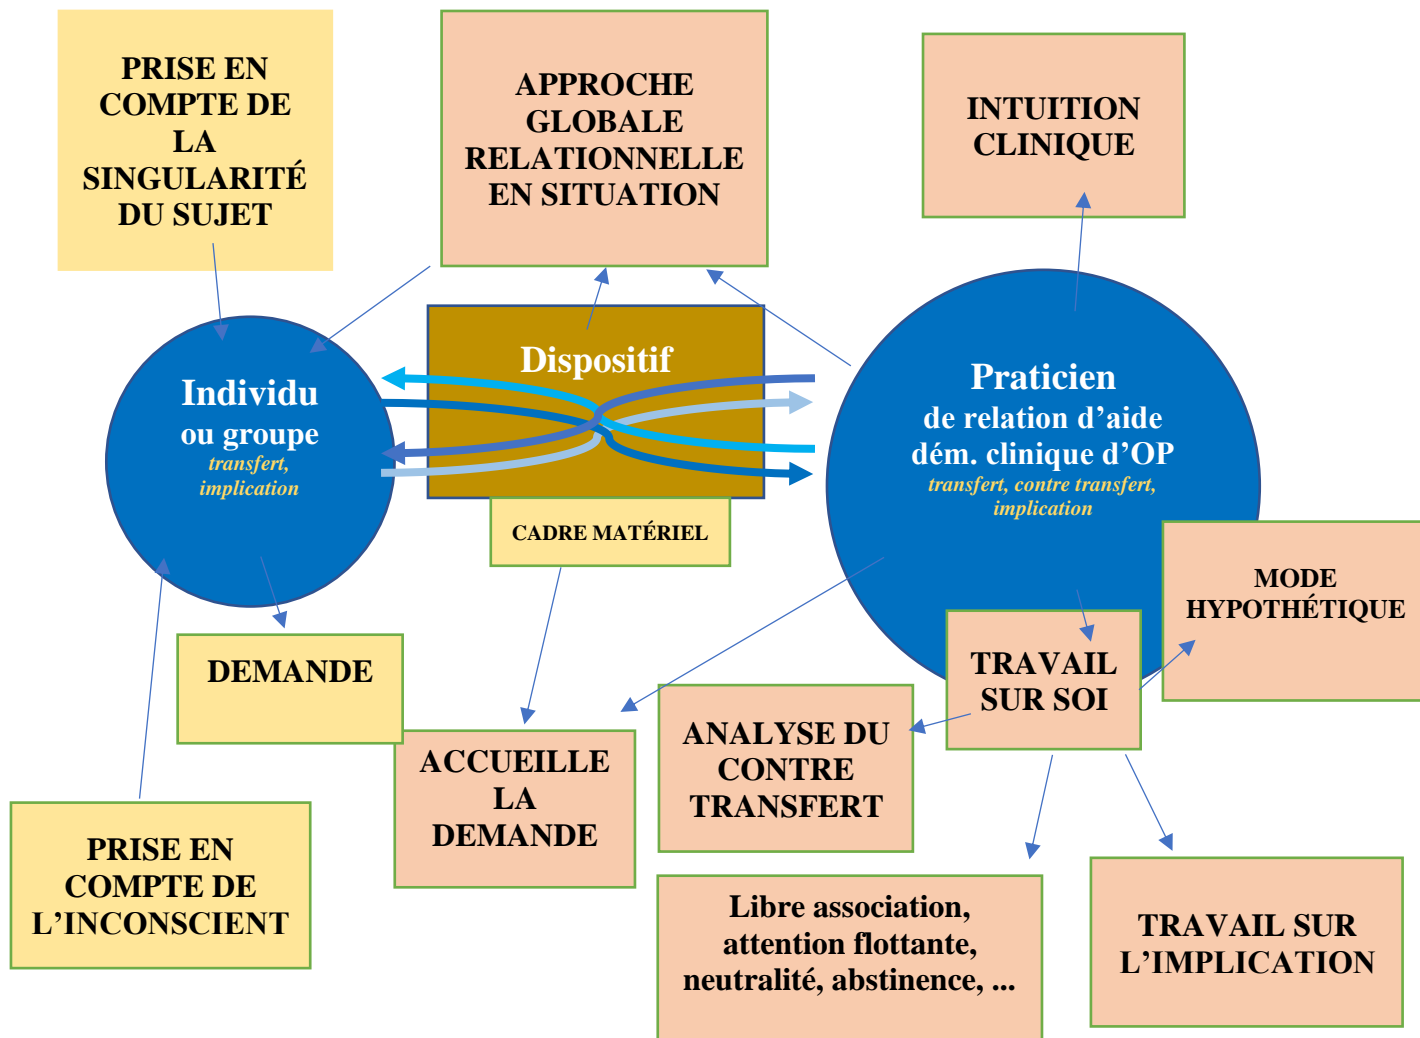 PRISE EN
COMPTE DE
LA
SINGULARITÉ
DU SUJET
APPROCHE
GLOBALE
RELATIONNELLE
EN SITUATION
INTUITION
CLINIQUE
Individu
ou groupe
transfert,
implication
Dispositif
Praticien
de relation d’aide
dém. clinique d’OP
transfert, contre transfert,
implication
CADRE MATÉRIEL
MODE
HYPOTHÉTIQUE
DEMANDE
TRAVAIL
SUR SOI
ACCUEILLE
LA
DEMANDE
ANALYSE DU
CONTRE
TRANSFERT
PRISE EN
COMPTE DE
L’INCONSCIENT
Libre association,
attention flottante,
neutralité, abstinence, ...
TRAVAIL SUR
L’IMPLICATION